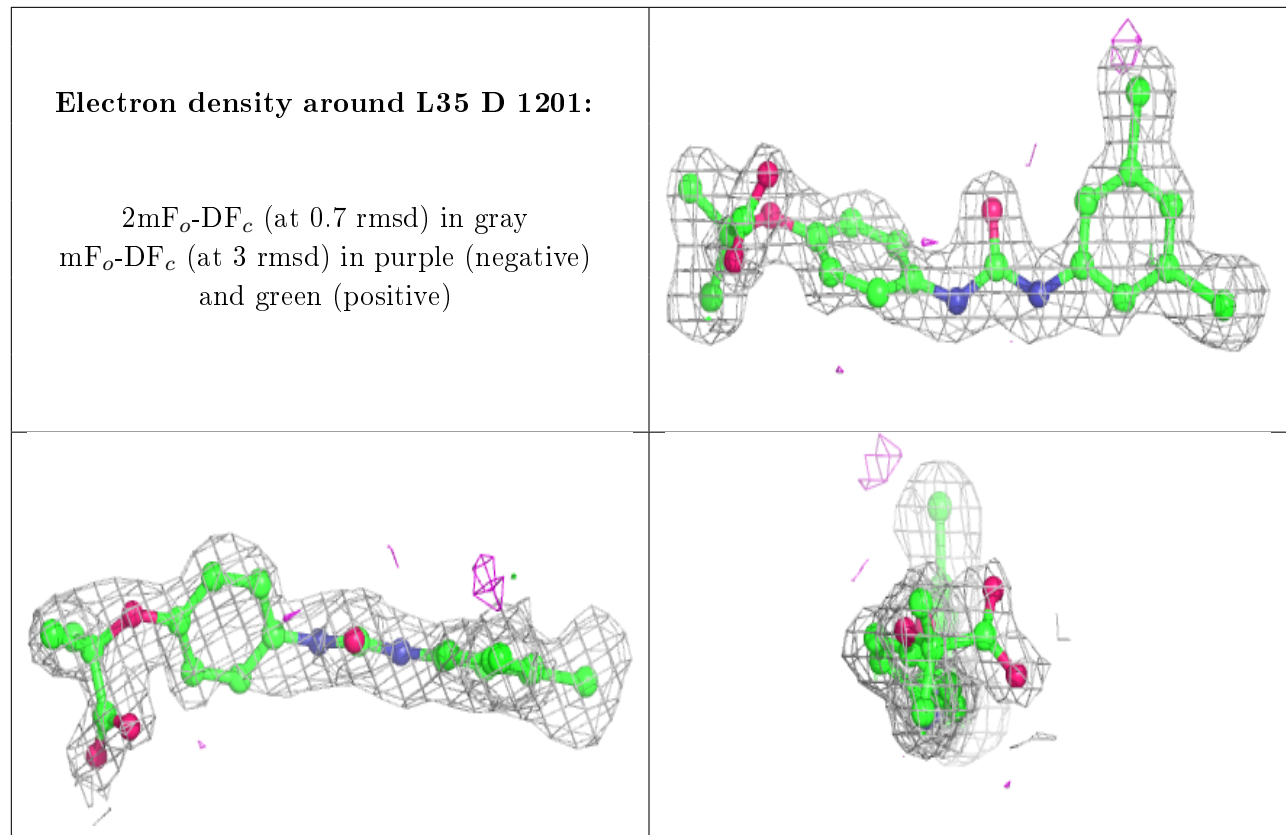 Electron density around L35 D 1201:
2mFo-DFc (at 0.7 rmsd) in gray
mFo-DFc (at 3 rmsd) in purple (negative)
and green (positive)